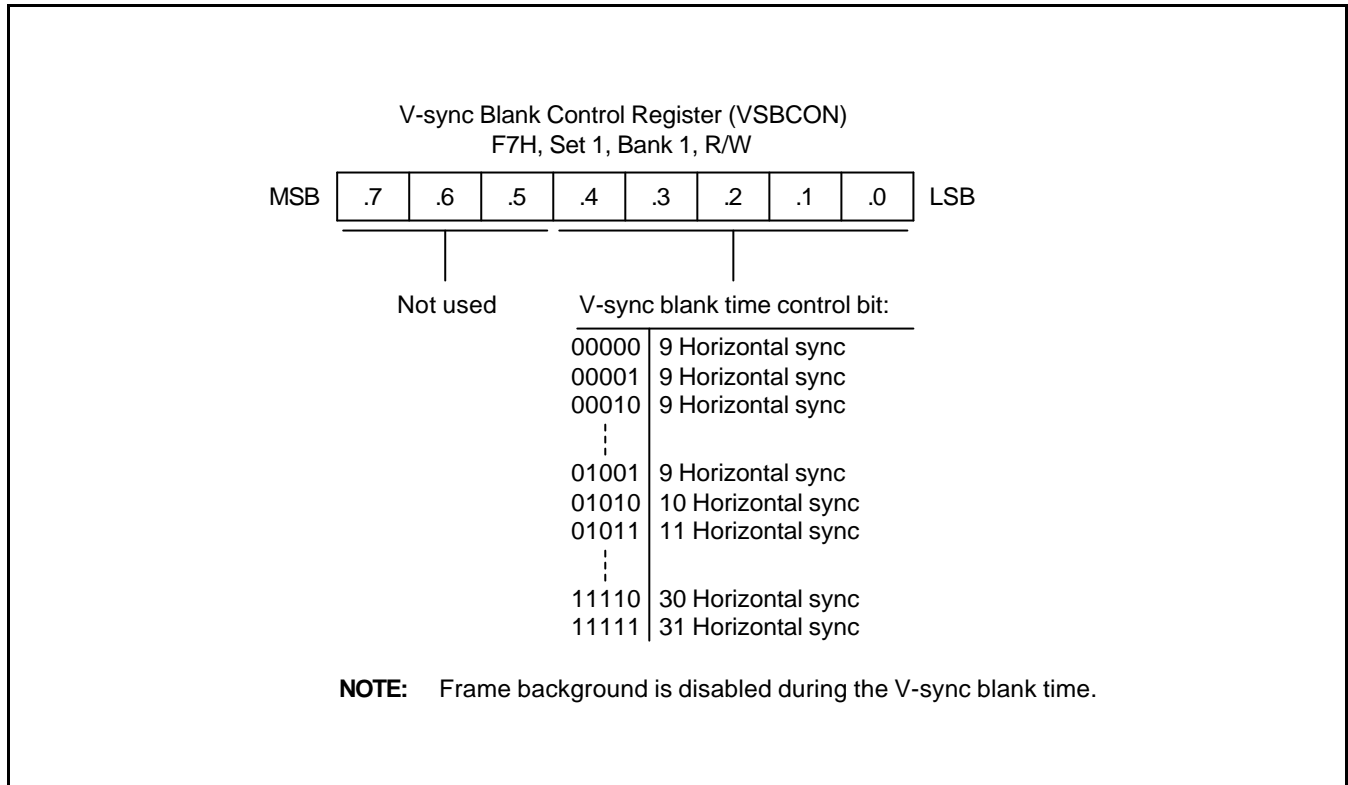 V-sync Blank Control Register (VSBCON)
F7H, Set 1, Bank 1, R/W
MSB .7 .6 .5 .4 .3 .2 .1 .0 LSB
Not used V-sync blank time control bit:
00000 9 Horizontal sync
00001 9 Horizontal sync
00010 9 Horizontal sync
01001 9 Horizontal sync
01010 10 Horizontal sync
01011 11 Horizontal sync
11110 30 Horizontal sync
11111 31 Horizontal sync
NOTE: Frame background is disabled during the V-sync blank time.